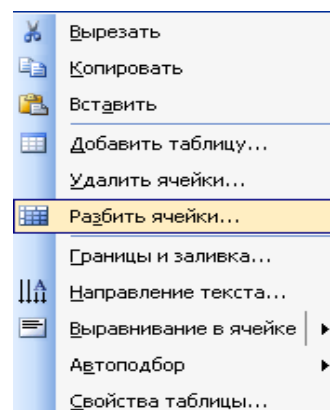 Вырезать
Копировать
Вставить
Добавить таблицу...
Удалить ячейки...
Разбить ячейки...
Границы и заливка...
Направление текста...
Выравнивание в ячейке
Автоподбор
Свойства таблицы...